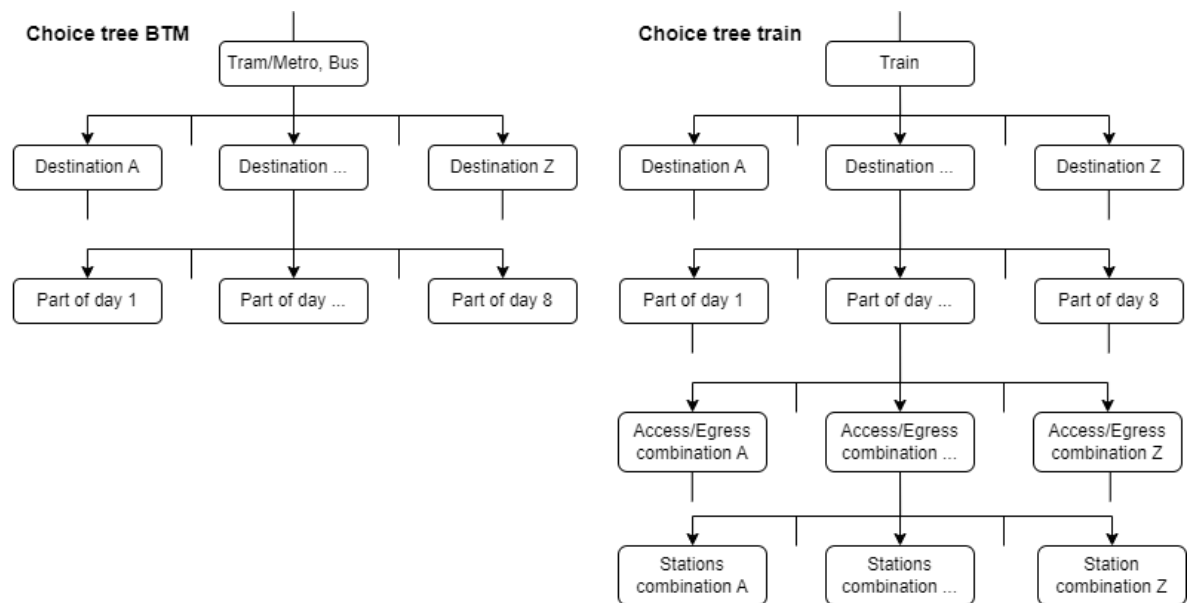 Choice tree BTM
Tram/Metro, Bus
Destination A
Destination ...
Destination Z
Part of day 1
Part of day ...
Part of day 8
Choice tree train
Train
Destination A
Destination ...
Destination Z
Part of day 1
Part of day ...
Part of day 8
Access/Egress
combination A
Access/Egress
combination ...
Access/Egress
combination Z
Stations
combination A
Stations
combination ...
Station
combination Z